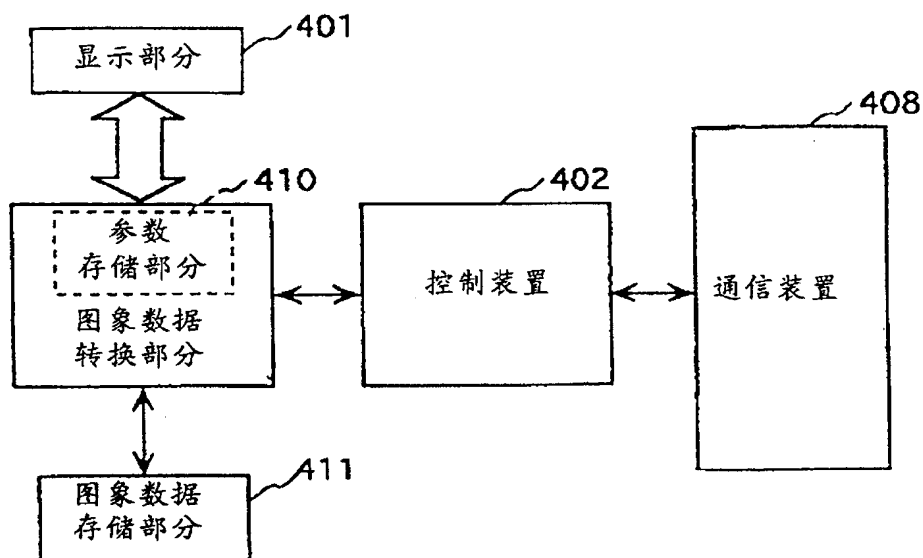 401
显示部分
408
410
402
参数
存储部分
图象数据
转换部分
控制装置
通信装置
411
图象数据
存储部分